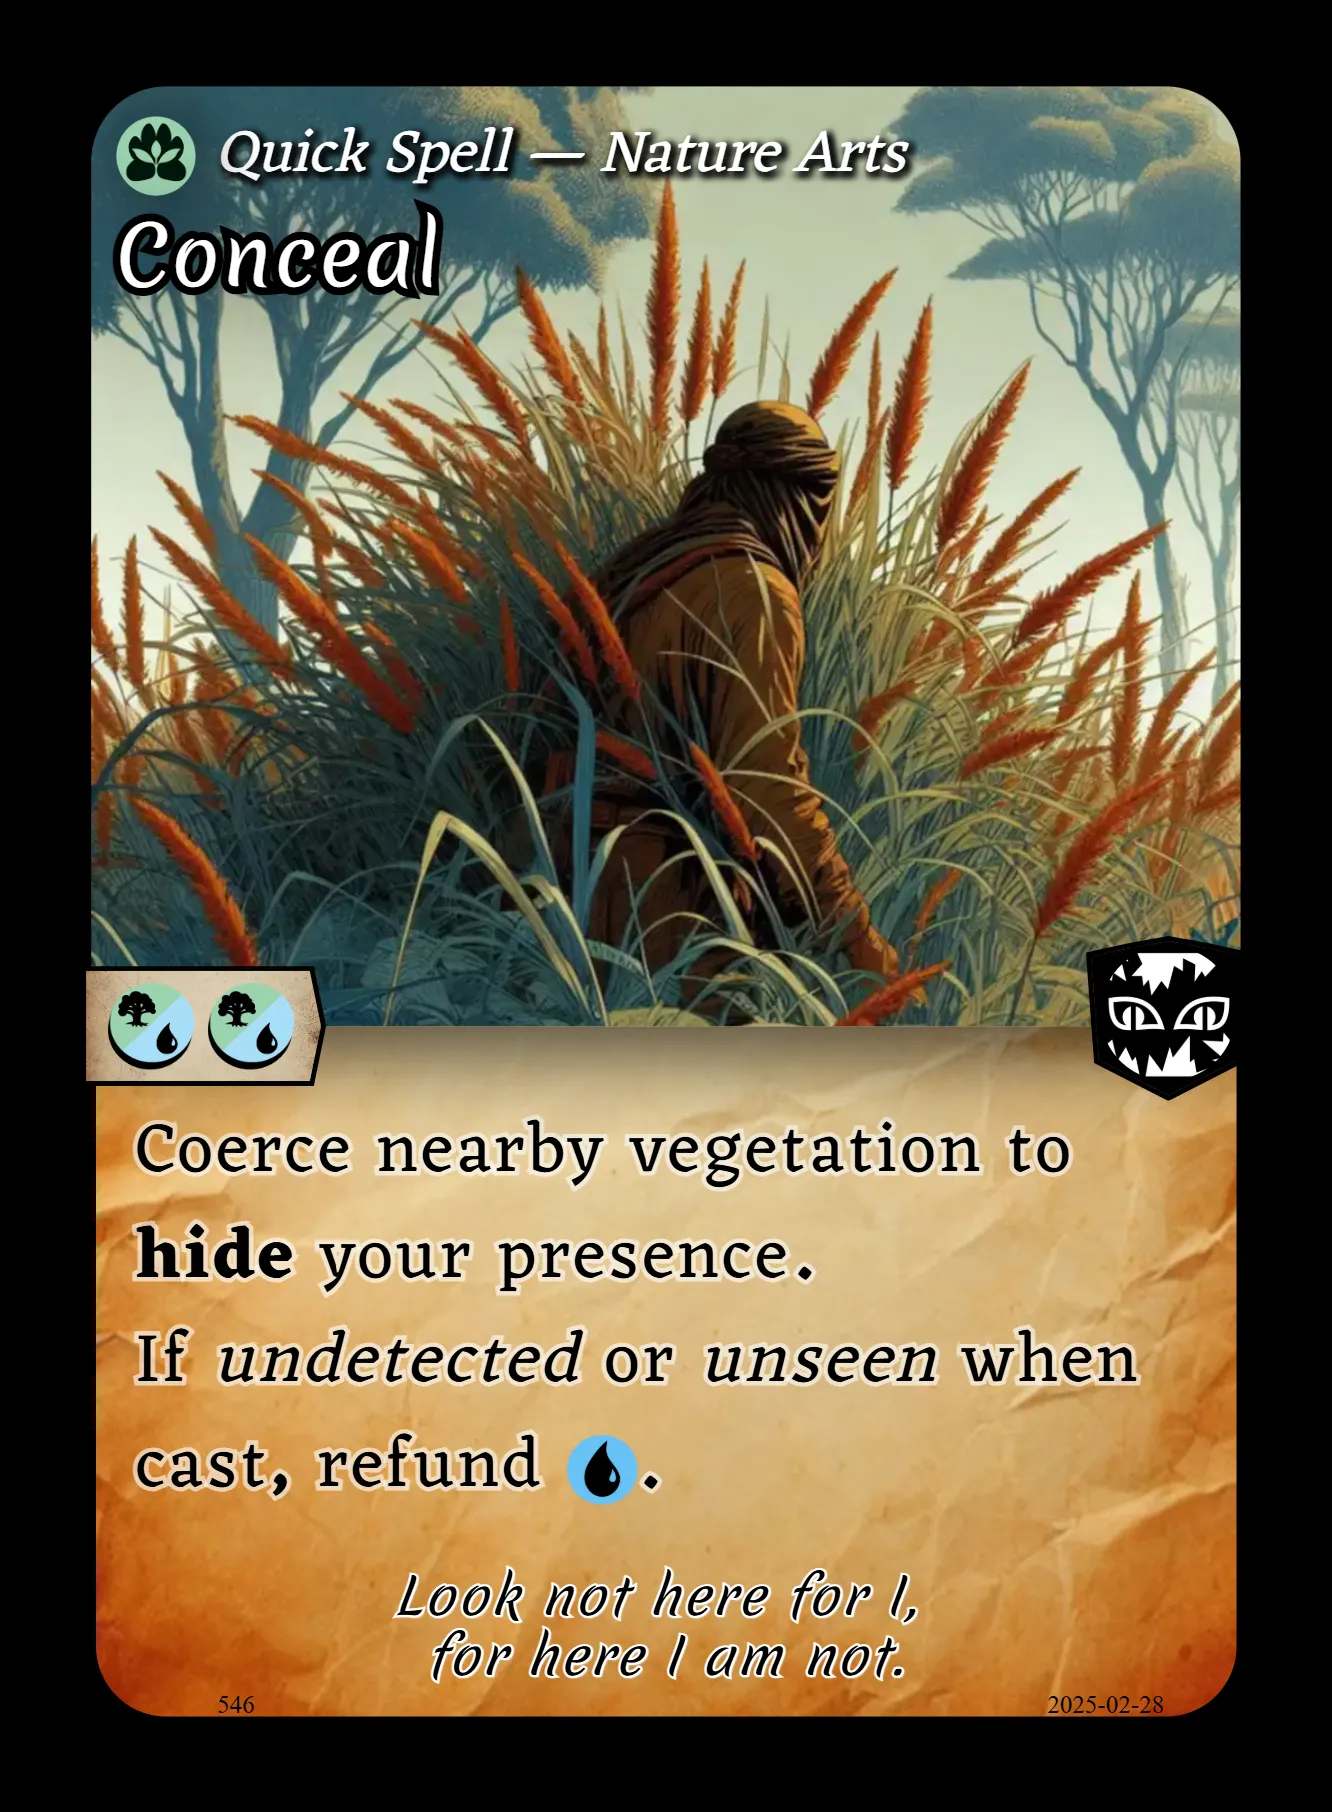 Quick Spell — Nature Arts
Conceal
Coerce nearby vegetation to
hide your presence.
If undetected or unseen when
cast, refund .
Look not here for I,
for here I am not.
546
2025-02-28